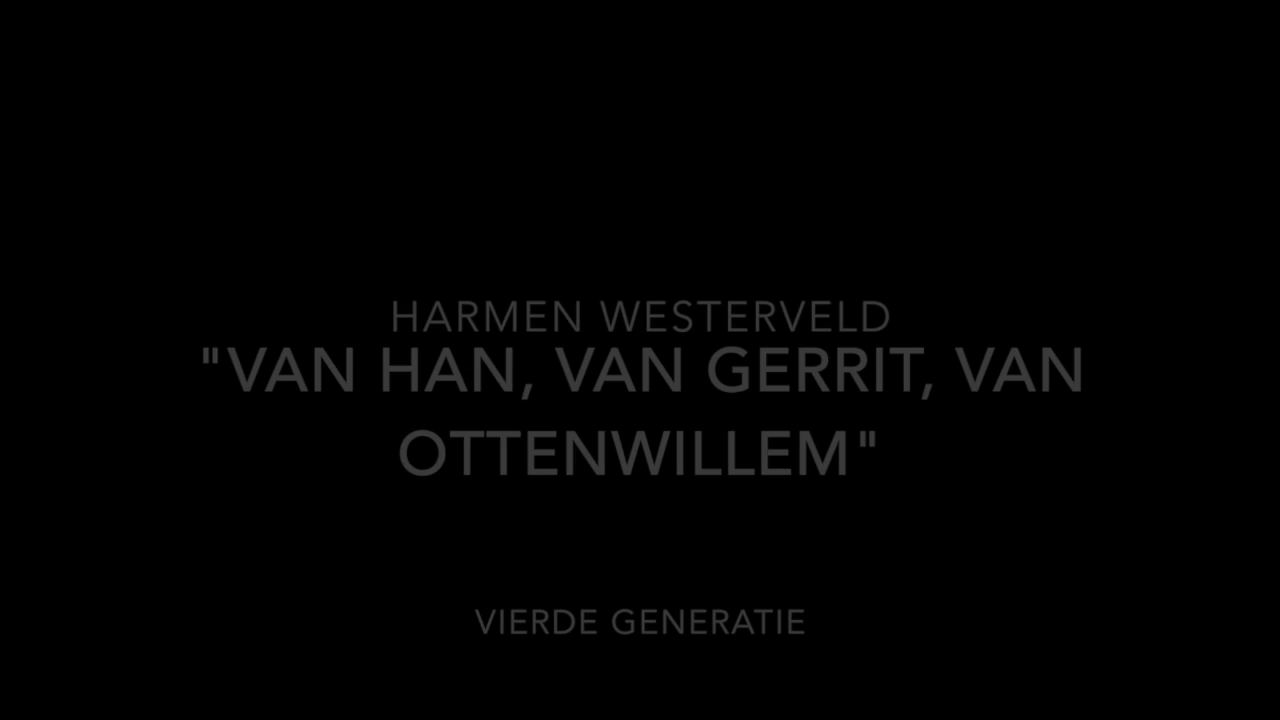 HARMEN WESTERVELD
"VAN HAN, VAN GERRIT, VAN
OTTENWILLEM"
VIERDE GENERATIE